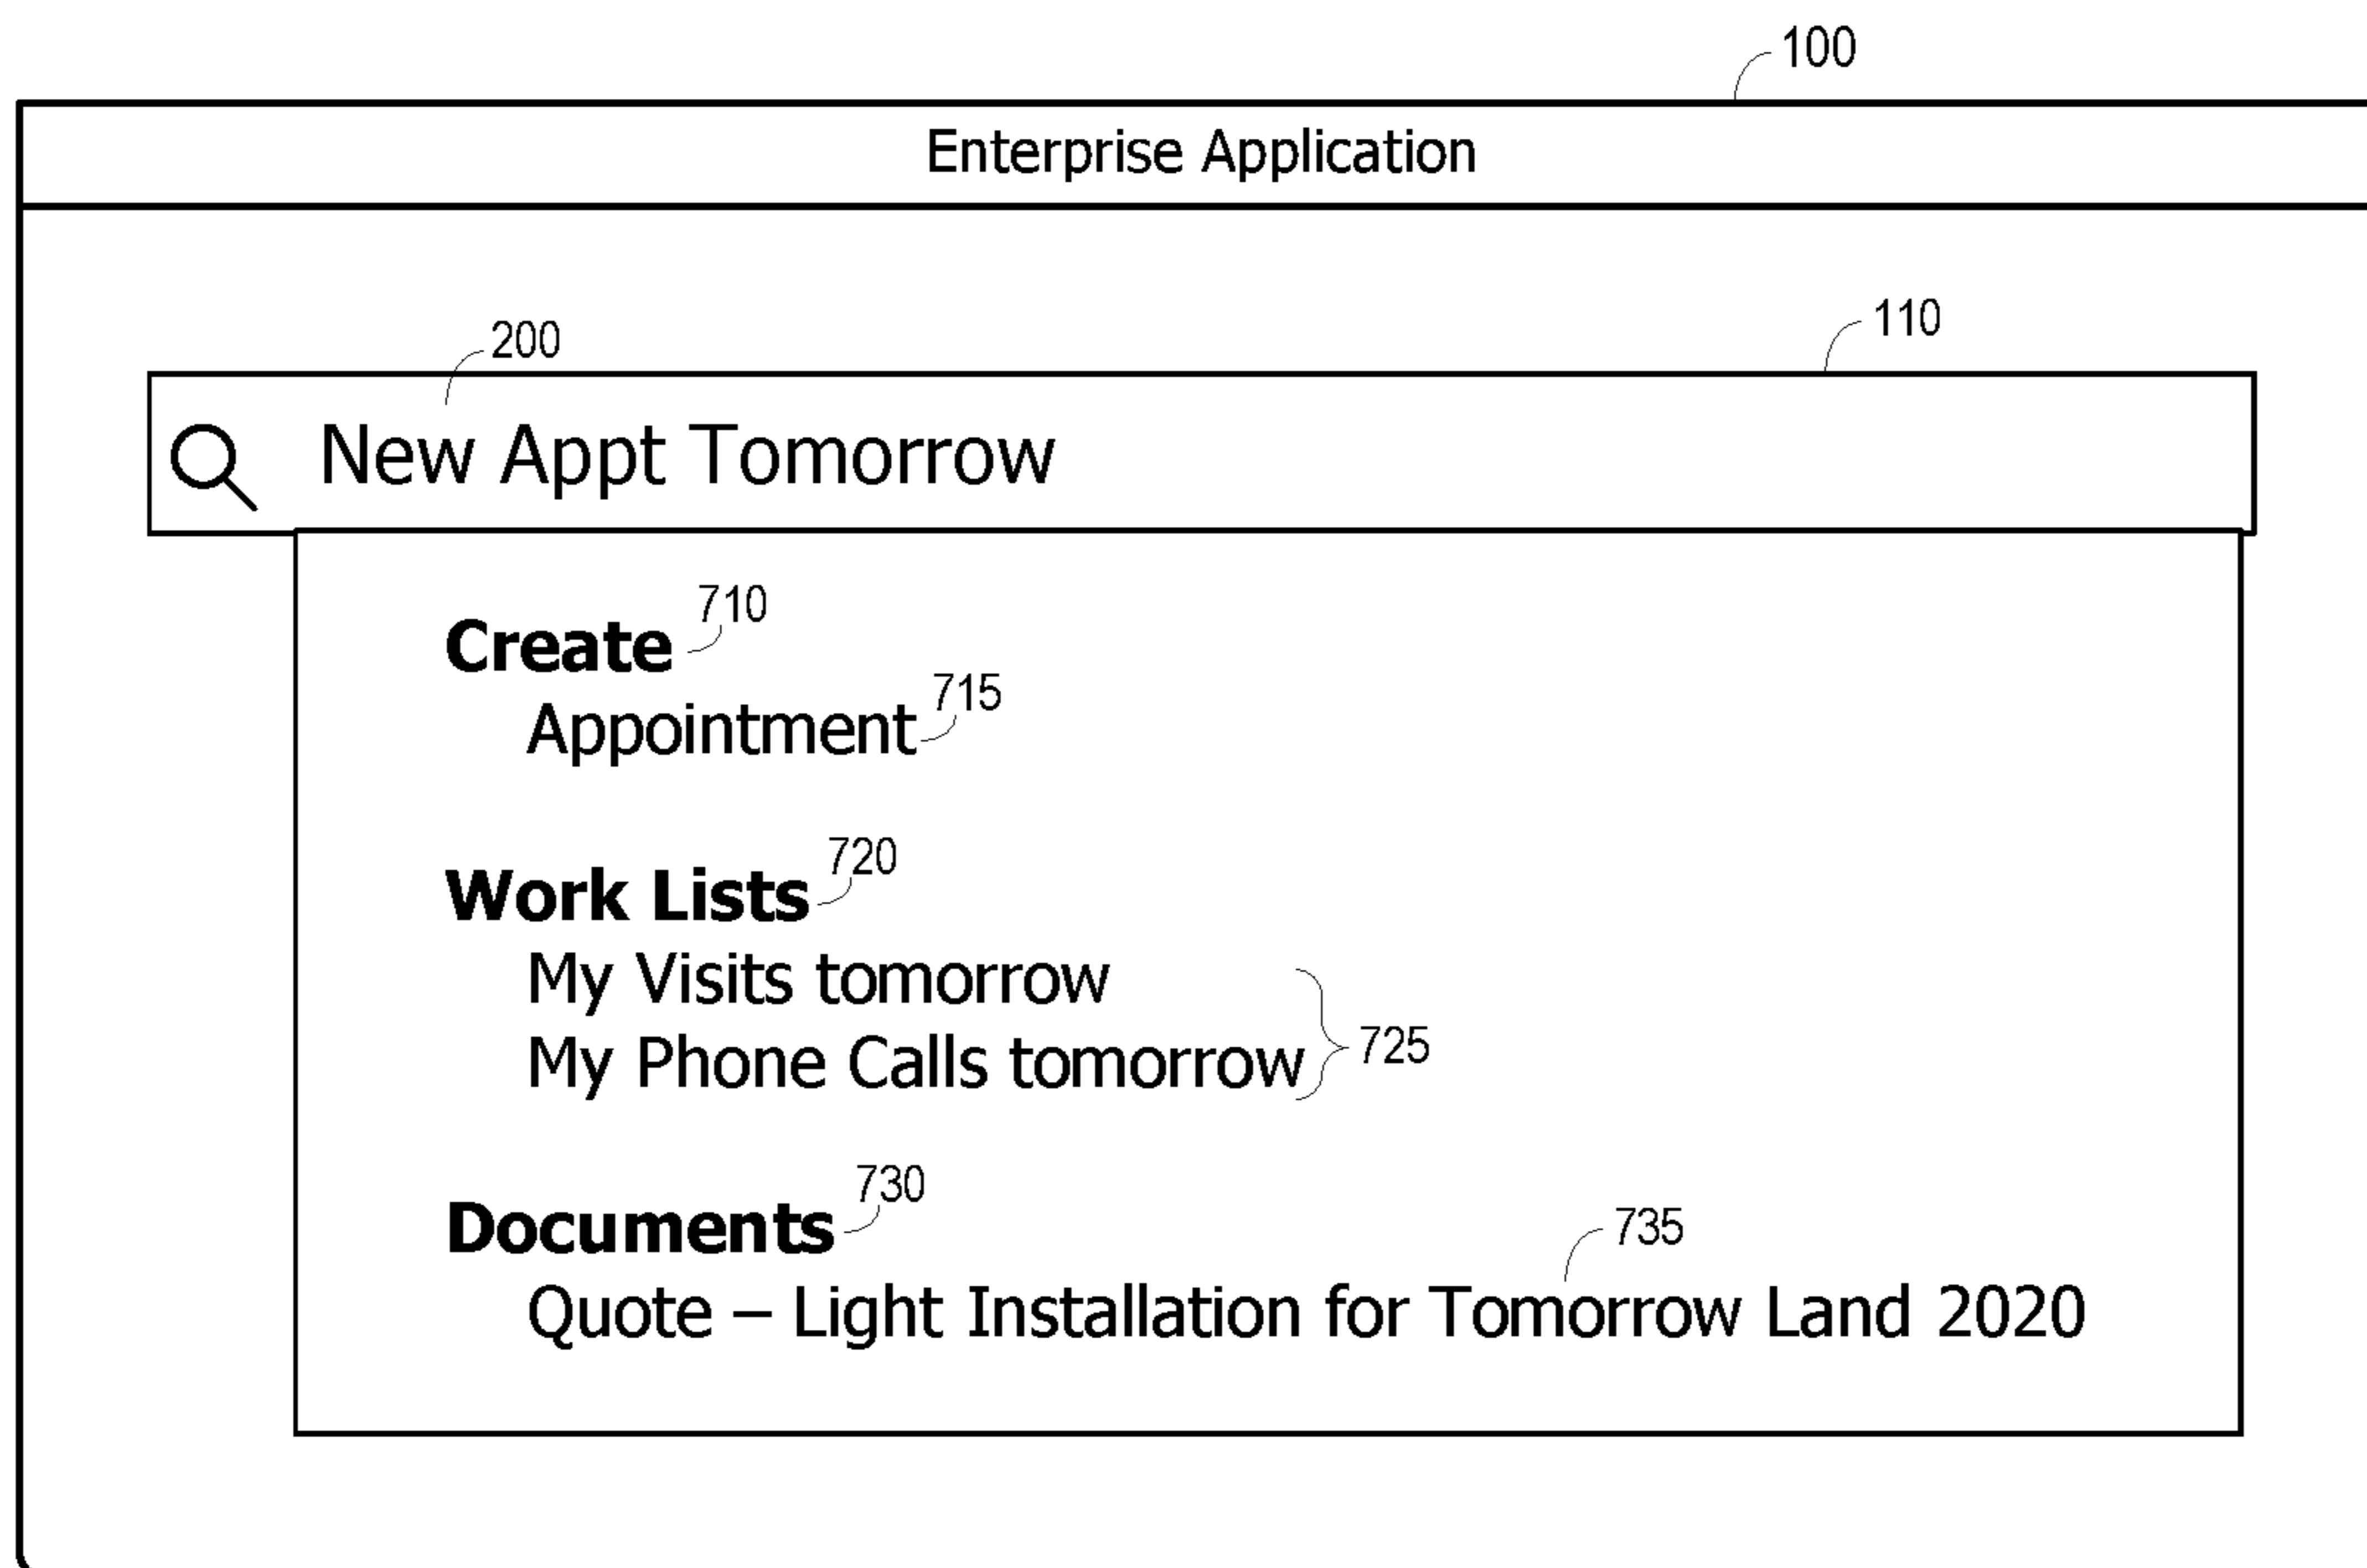 100
Enterprise Application
110
200
New Appt Tomorrow
710
Create
715
Appointment
720
Work Lists
My Visits tomorrow
My Phone Calls tomorrow
725
730
Documents
735
Quote – Light Installation for Tomorrow Land 2020